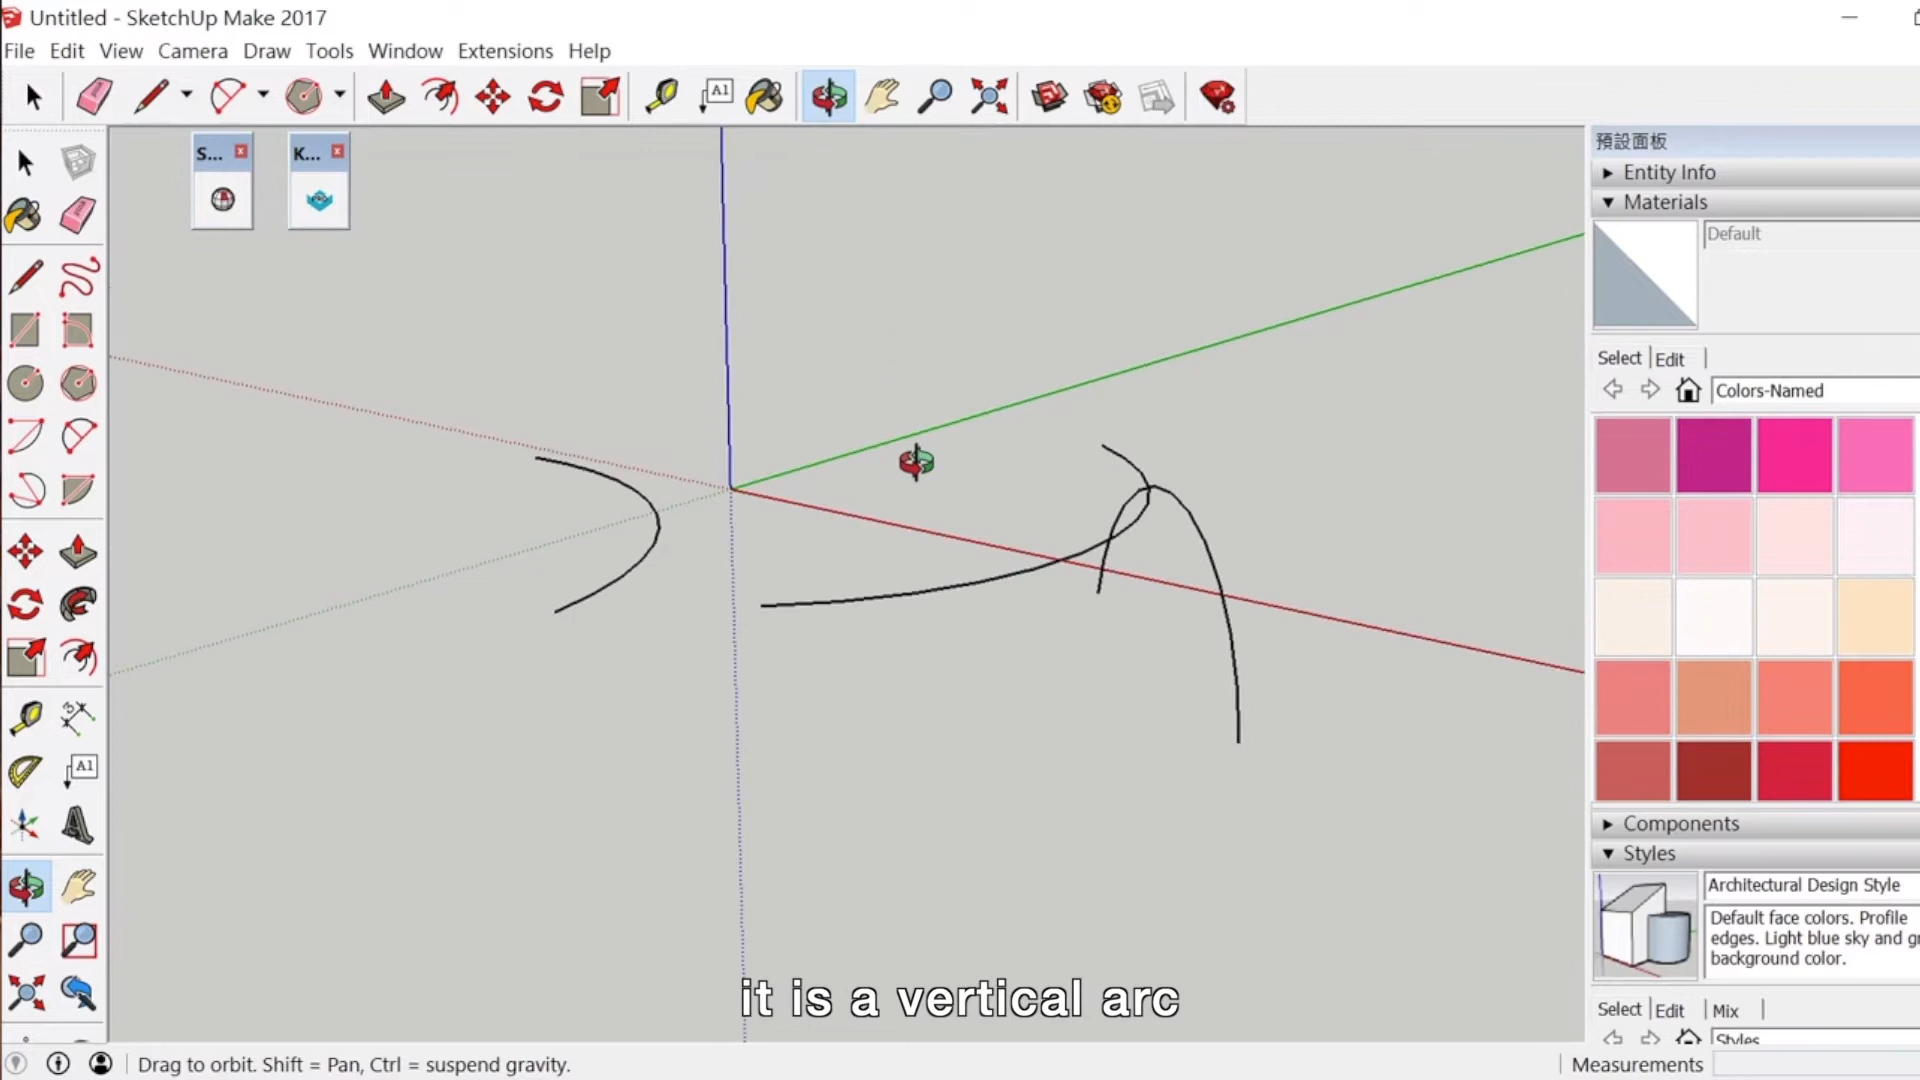 Untitled - SketchUp Make 2017
File Edit View Camera Draw Tools Window Extensions Help
A1
S... K...
預設面板
Entity Info
Materials
Default
Select Edit
Colors-Named
A1
Components
Styles
Architectural Design Style
Default face colors. Profile
edges. Light blue sky and gr
background color.
it is a vertical arc
Select Edit Mix
Styles
Drag to orbit. Shift = Pan, Ctrl = suspend gravity.
Measurements